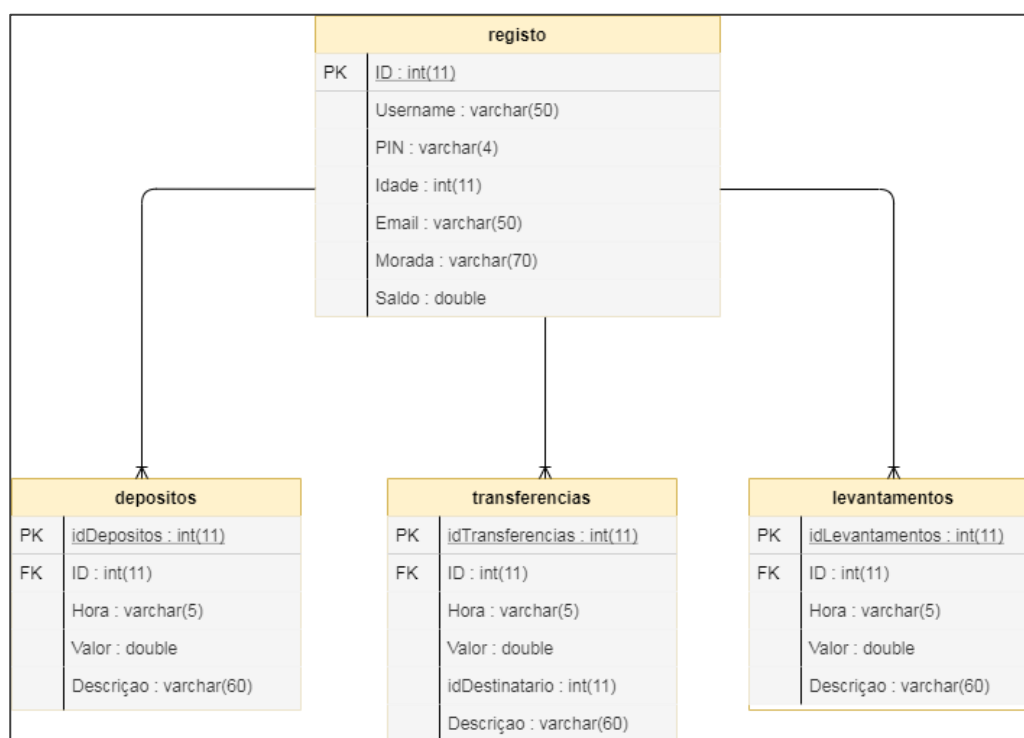 registo
PK ID : int(11)
Username : varchar(50)
PIN : varchar(4)
Idade : int(11)
Email : varchar(50)
Morada : varchar(70)
Saldo : double
depositos
PK idDepositos : int(11)
FK ID : int(11)
Hora : varchar(5)
Valor : double
Descriçao : varchar(60)
transferencias
PK idTransferencias : int(11)
FK ID : int(11)
Hora : varchar(5)
Valor : double
idDestinatario : int(11)
Descriçao : varchar(60)
levantamentos
PK idLevantamentos : int(11)
FK ID : int(11)
Hora : varchar(5)
Valor : double
Descriçao : varchar(60)